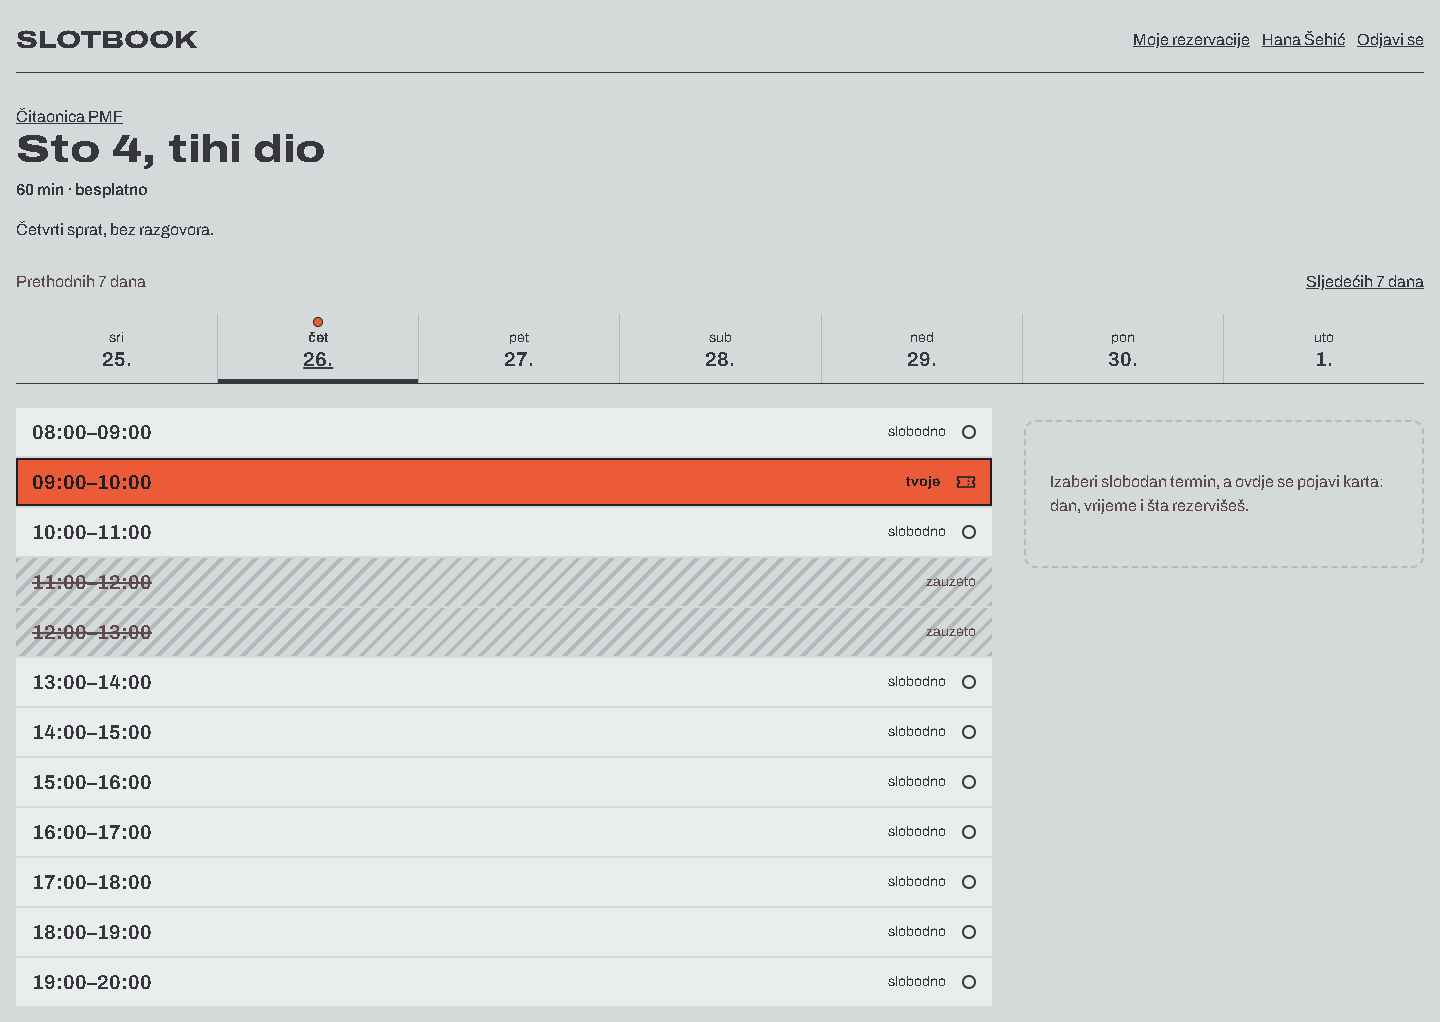 SLOTBOOK
Moje rezervacije Hana Šehić Odjavi se
Čitaonica PMF
Sto 4, tihi dio
60 min · besplatno
Četvrti sprat, bez razgovora.
Prethodnih 7 dana
Sljedećih 7 dana
sri
25.
čet
26.
pet
27.
sub
28.
ned
29.
pon
30.
uto
1.
08:00–09:00 slobodno
09:00–10:00 tvoje
10:00–11:00 slobodno
11:00–12:00 zauzeto
12:00–13:00 zauzeto
13:00–14:00 slobodno
14:00–15:00 slobodno
15:00–16:00 slobodno
16:00–17:00 slobodno
17:00–18:00 slobodno
18:00–19:00 slobodno
19:00–20:00 slobodno
Izaberi slobodan termin, a ovdje se pojavi karta:
dan, vrijeme i šta rezervišeš.